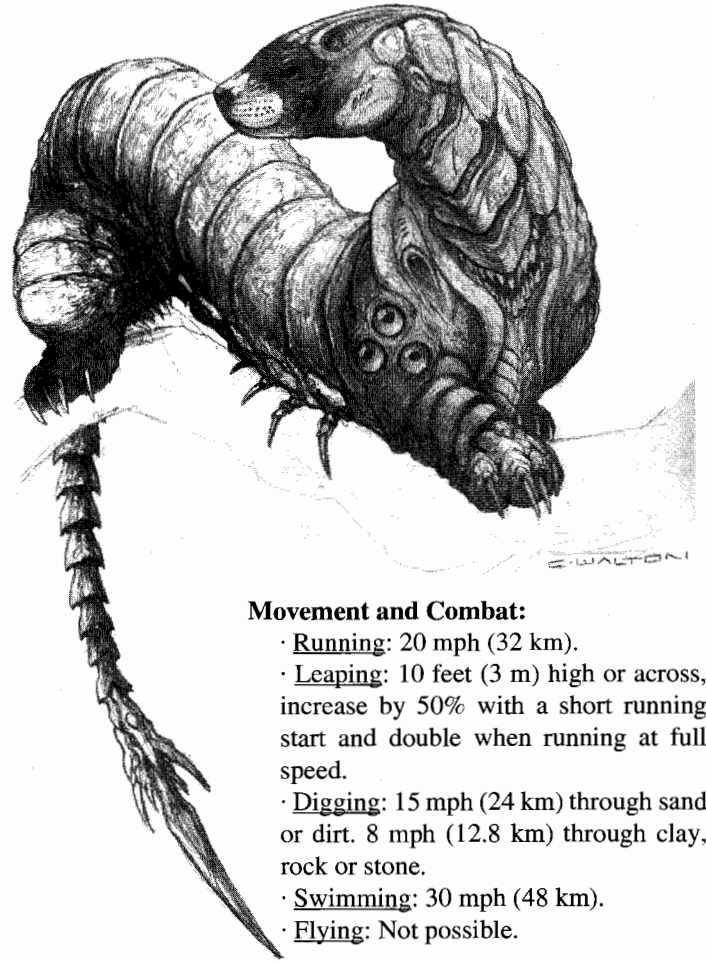 C. WALTON
Movement and Combat:
· Running: 20 mph (32 km).
· Leaping: 10 feet (3 m) high or across,
increase by 50% with a short running
start and double when running at full
speed.
· Digging: 15 mph (24 km) through sand
or dirt. 8 mph (12.8 km) through clay,
rock or stone.
· Swimming: 30 mph (48 km).
· Flying: Not possible.